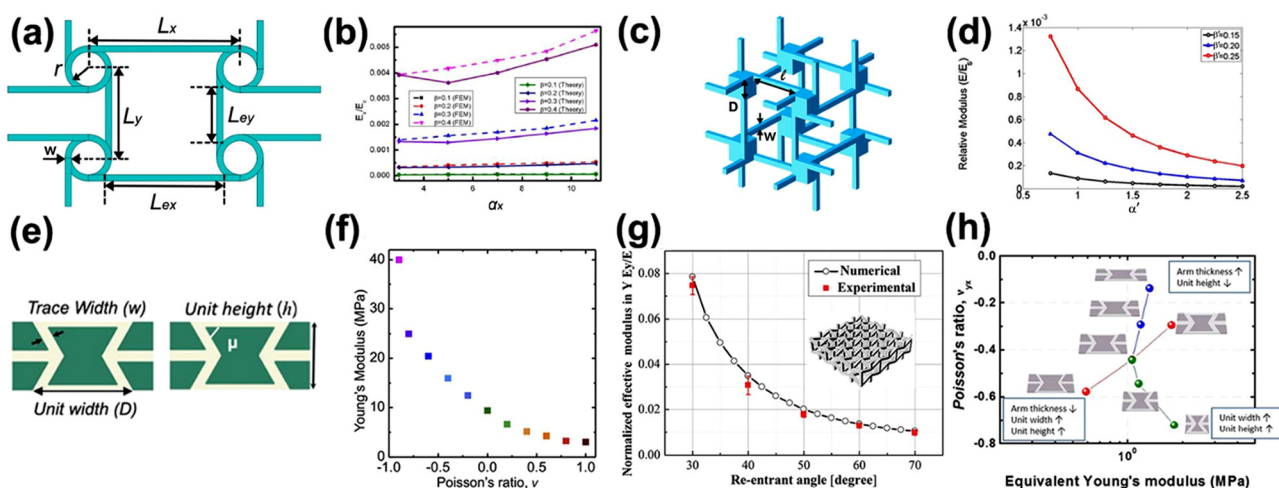 (a)
Lx
r
Ly
Ley
w
Lex
(b)
0.005
0.004
0.003
0.002
0.001
0.000
β=0.1 (FEM)
β=0.2 (FEM)
β=0.3 (FEM)
β=0.4 (FEM)
β=0.1 (Theory)
β=0.2 (Theory)
β=0.3 (Theory)
β=0.4 (Theory)
4 6 8 10
αx
(c)
D
ℓ
W
(d)
x 10⁻³
1.4
1.2
1
0.8
0.6
0.4
0.2
0
Relative Modulus (E/Es)
β'=0.15
β'=0.20
β'=0.25
0.5 1 1.5 2 2.5
α'
(e)
Trace Width (w)
Unit height (h)
μ
Unit width (D)
(f)
Young's Modulus (MPa)
40
30
20
10
0
-1.0 -0.5 0.0 0.5 1.0
Poisson's ratio, ν
(g)
Normalized effective modulus in Y Ey/E
0.08
0.06
0.04
0.02
0.00
Numerical
Experimental
30 40 50 60 70
Re-entrant angle [degree]
(h)
Poisson's ratio, νyx
0.0
-0.2
-0.4
-0.6
-0.8
Arm thickness ↑
Unit height ↓
Arm thickness ↓
Unit width ↑
Unit height ↑
Unit width ↑
Unit height ↑
10⁰
Equivalent Young's modulus (MPa)